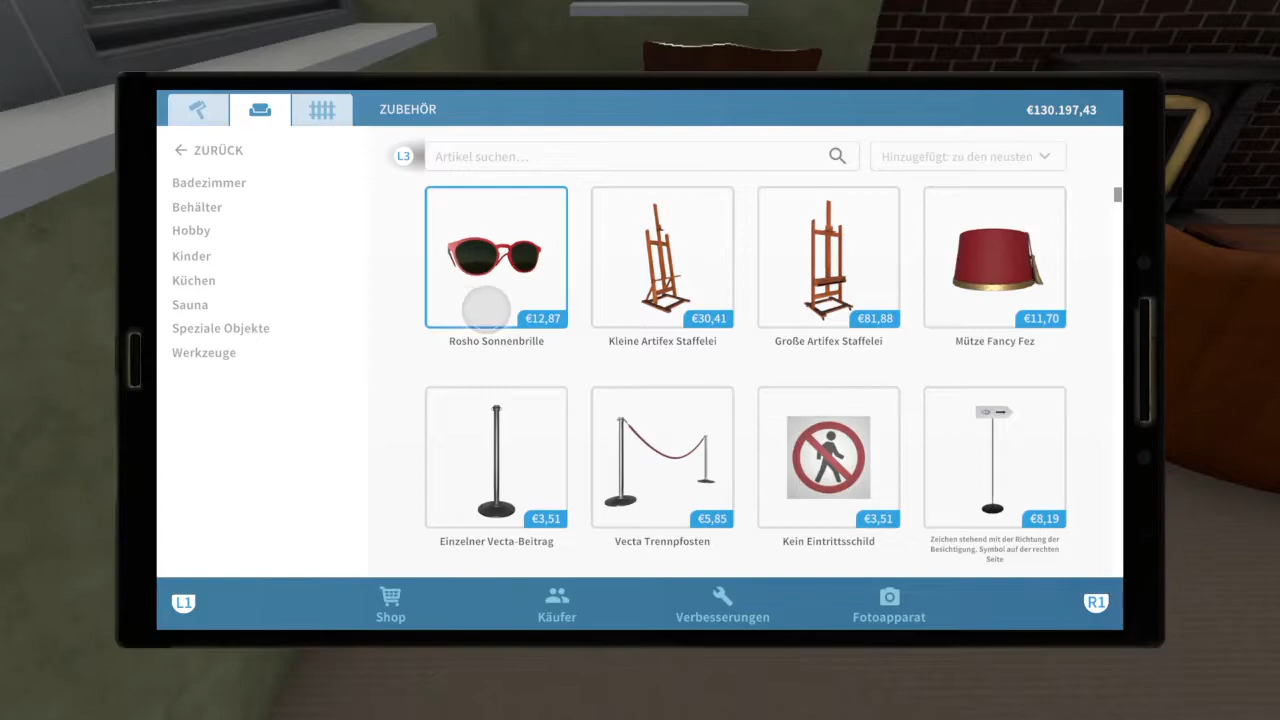 ZUBEHÖR
€130.197,43
ZURÜCK
L3
Artikel suchen...
Hinzugefügt: zu den neusten
Badezimmer
Behälter
Hobby
Kinder
Küchen
Sauna
Speziale Objekte
Werkzeuge
€12,87
€30,41
€81,88
€11,70
Rosho Sonnenbrille
Kleine Artifex Staffelei
Große Artifex Staffelei
Mütze Fancy Fez
€3,51
€5,85
€3,51
€8,19
Einzelner Vecta-Beitrag
Vecta Trennpfosten
Kein Eintrittsschild
Zeichen stehend mit der Richtung der
Besichtigung. Symbol auf der rechten
Seite
L1
Shop
Käufer
Verbesserungen
Fotoapparat
R1